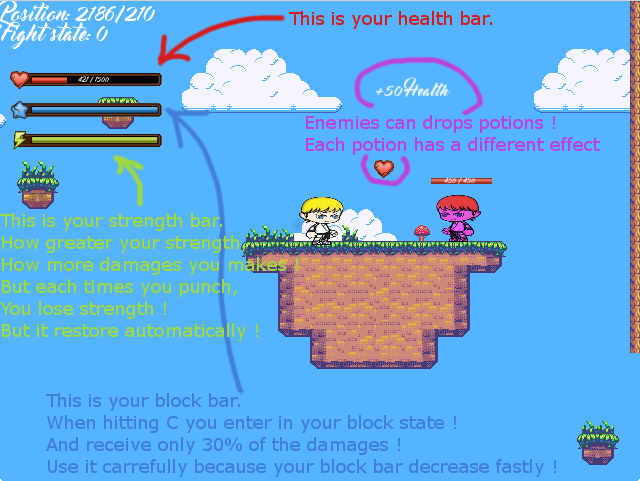 Position: 2186/210
Fight state: 0
This is your health bar.
421 / 1500
+50Health
Enemies can drops potions !
Each potion has a different effect
450 / 450
This is your strength bar.
How greater your strength,
How more damages you makes !
But each times you punch,
You lose strength !
But it restore automatically !
This is your block bar.
When hitting C you enter in your block state !
And receive only 30% of the damages !
Use it carrefully because your block bar decrease fastly !